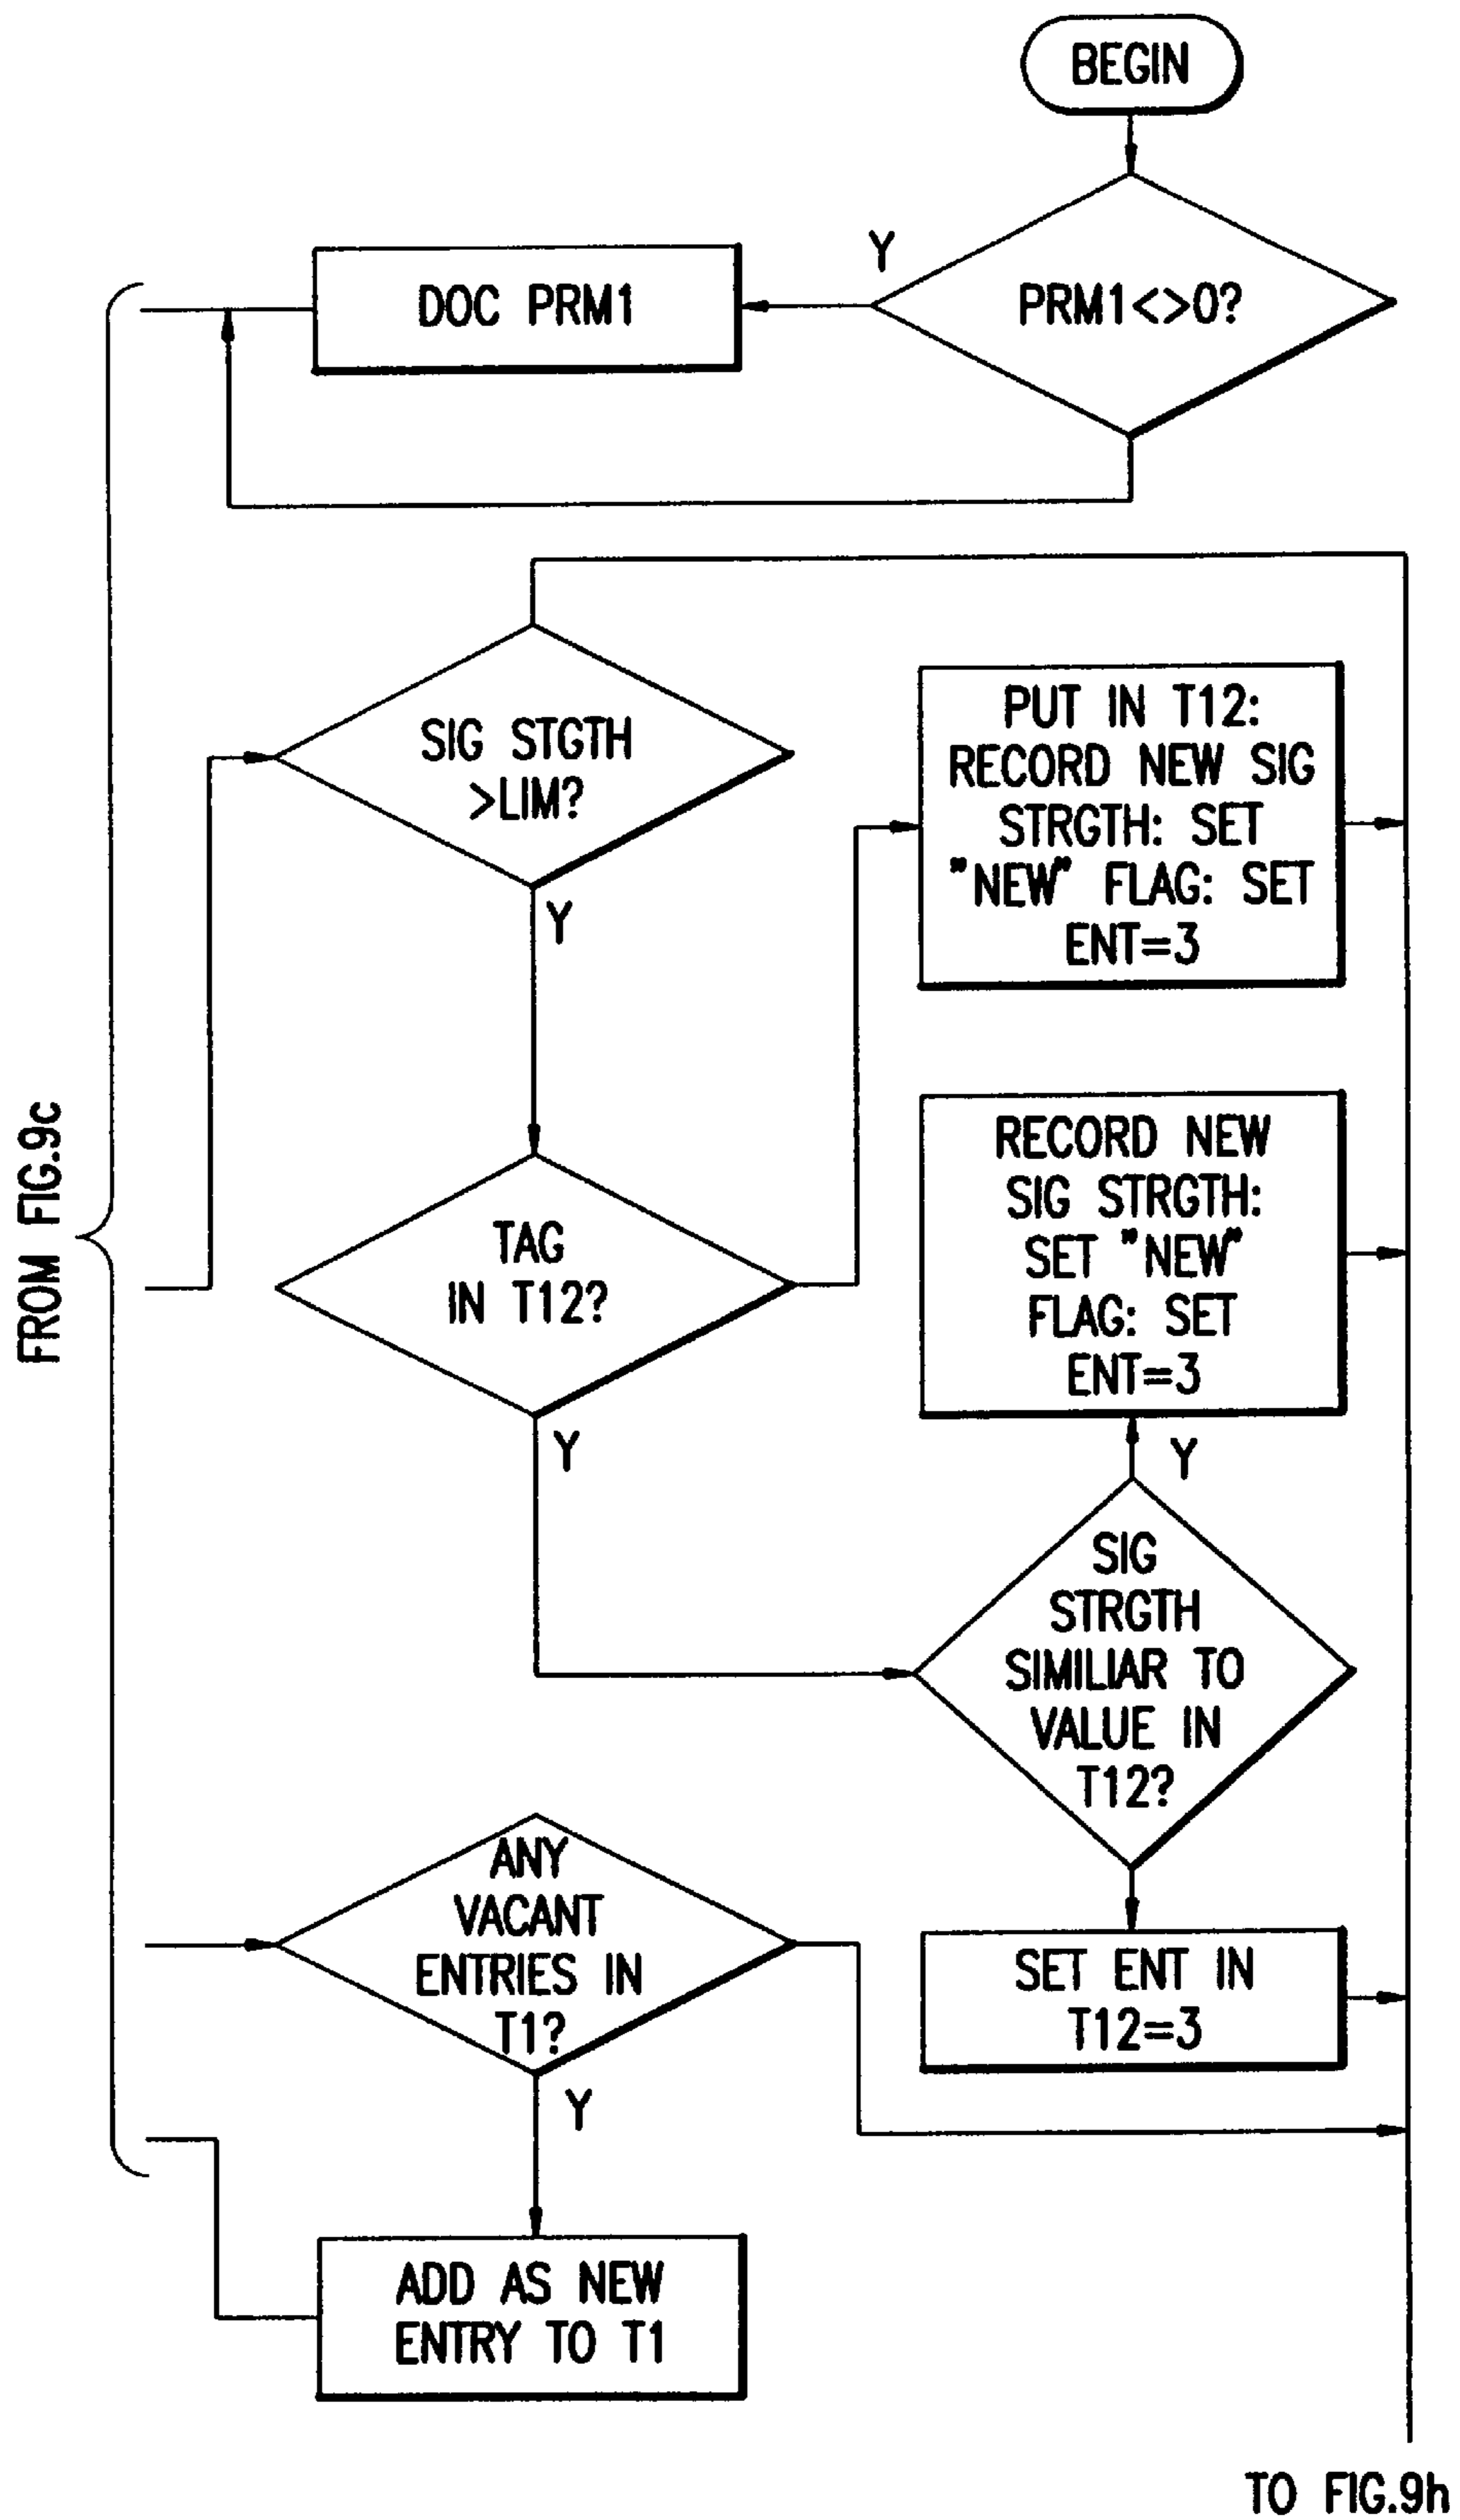 BEGIN
Y
PRM1<>0?
DOC PRM1
SIG STGTH
>LIM?
Y
PUT IN T12:
RECORD NEW SIG
STRGTH: SET
"NEW" FLAG: SET
ENT=3
FROM FIG.9c
TAG
IN T12?
Y
RECORD NEW
SIG STRGTH:
SET "NEW"
FLAG: SET
ENT=3
Y
SIG
STRGTH
SIMILIAR TO
VALUE IN
T12?
ANY
VACANT
ENTRIES IN
T1?
Y
SET ENT IN
T12=3
ADD AS NEW
ENTRY TO T1
TO FIG.9h